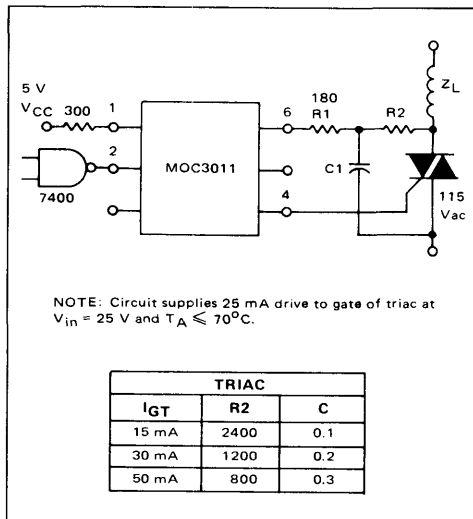 5 V
VCC 300 1
2
7400
MOC3011
6 180
R1 R2
C1
4
ZL
115
Vac
NOTE: Circuit supplies 25 mA drive to gate of triac at
Vin = 25 V and TA ⩽ 70°C.
TRIAC
IGT R2 C
15 mA 2400 0.1
30 mA 1200 0.2
50 mA 800 0.3